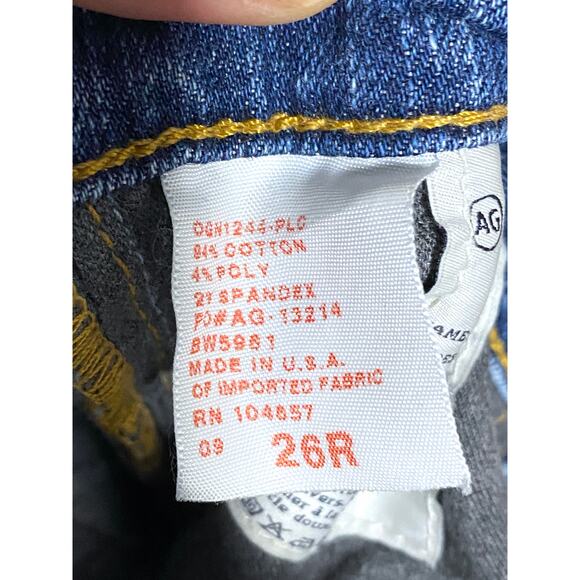 DGN1244-PLC
94% COTTON
4% POLY
2% SPANDEX
PO#AG-13214
BW5981
MADE IN U.S.A.
OF IMPORTED FABRIC
RN 104857
09 26R
AG
AME